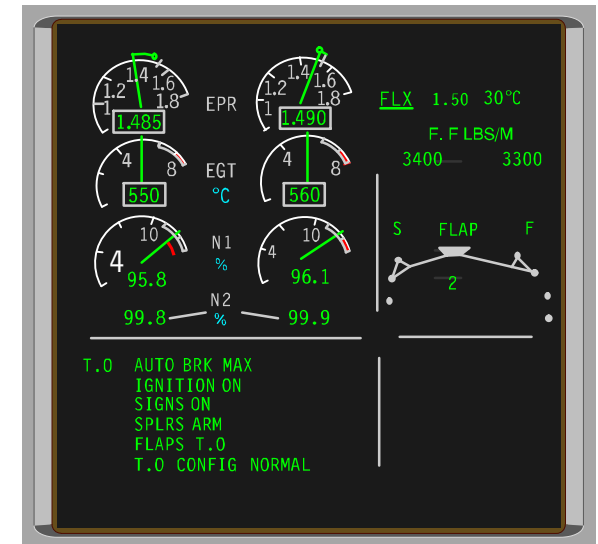 1 1.2 1.4 1.6 1.8 EPR 1 1.2 1.4 1.6 1.8
1.485 1.490
FLX 1.50 30°C
F. F LBS/M
3400 3300
4 8 EGT 4 8
550 °C 560
S FLAP F
4 10 N1 4 10
95.8 % 96.1
2
N2
99.8 % 99.9
T.O AUTO BRK MAX
IGNITION ON
SIGNS ON
SPLRS ARM
FLAPS T.O
T.O CONFIG NORMAL